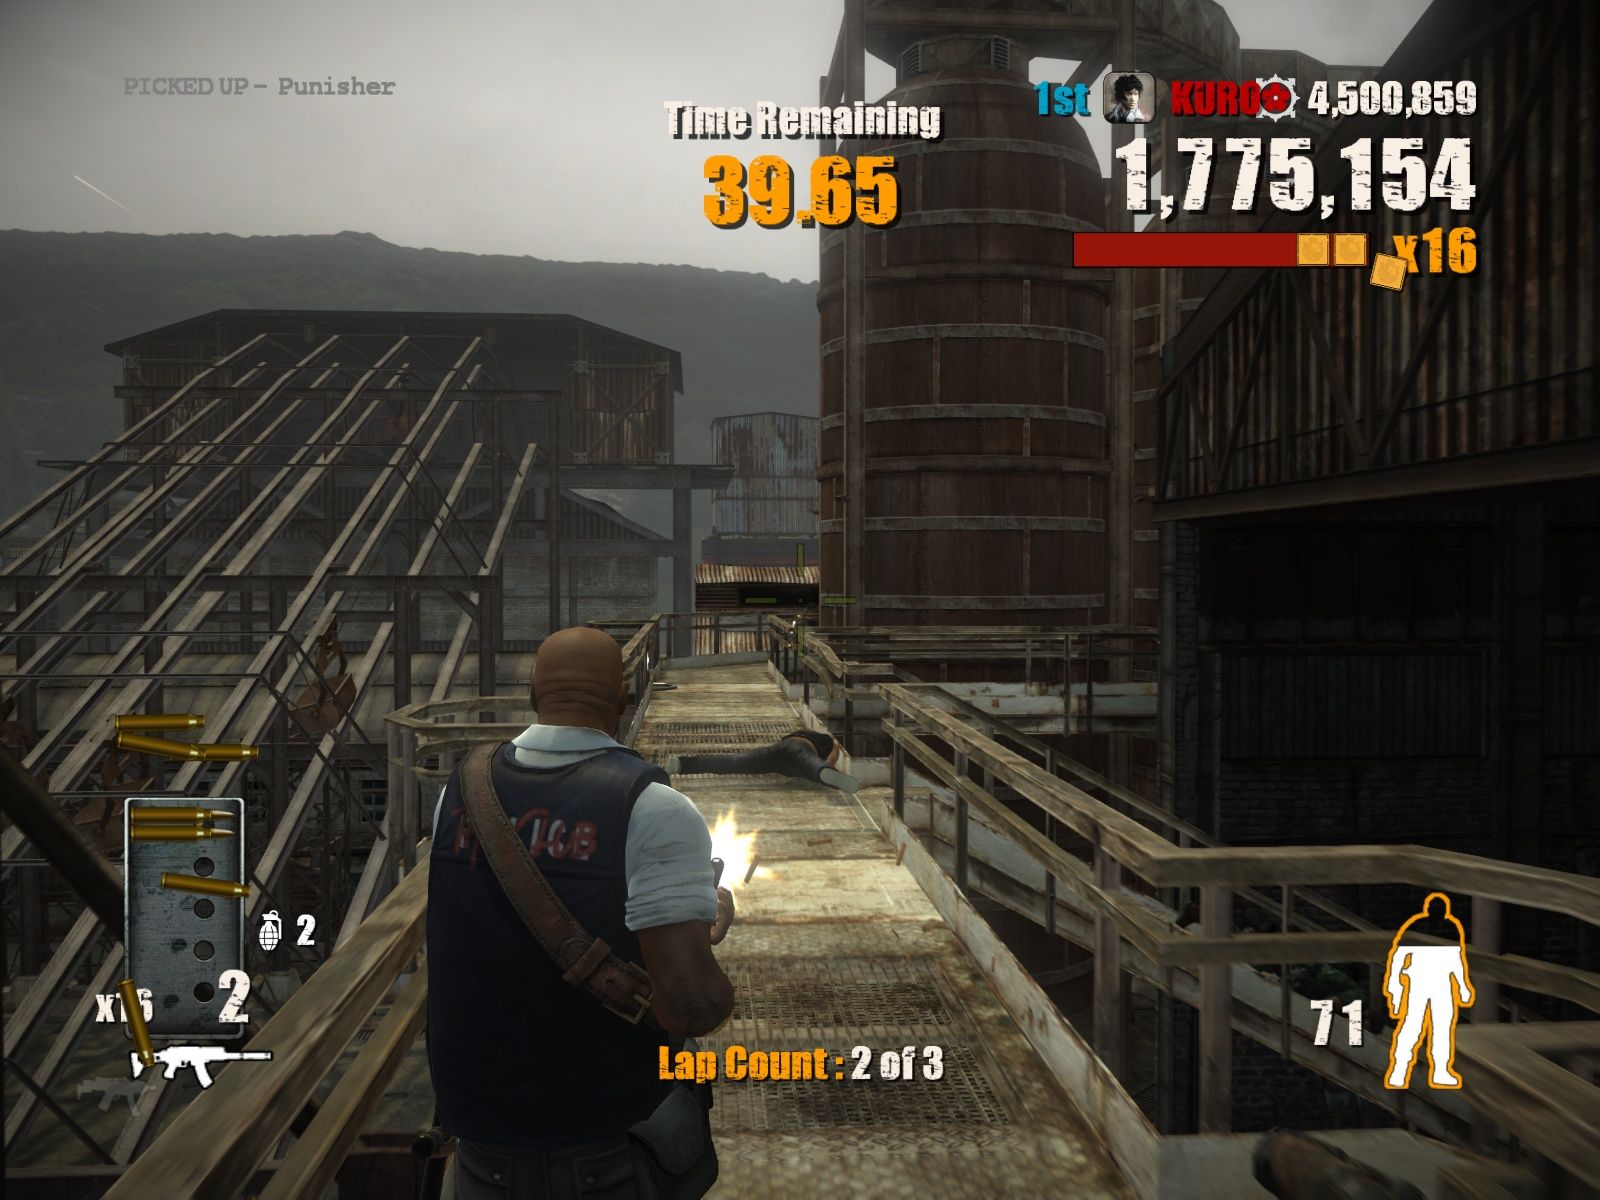 PICKED UP - Punisher
Time Remaining
39.65
1st KURO 4,500,859
1,775,154
x16
2
x16 2
Lap Count : 2 of 3
71